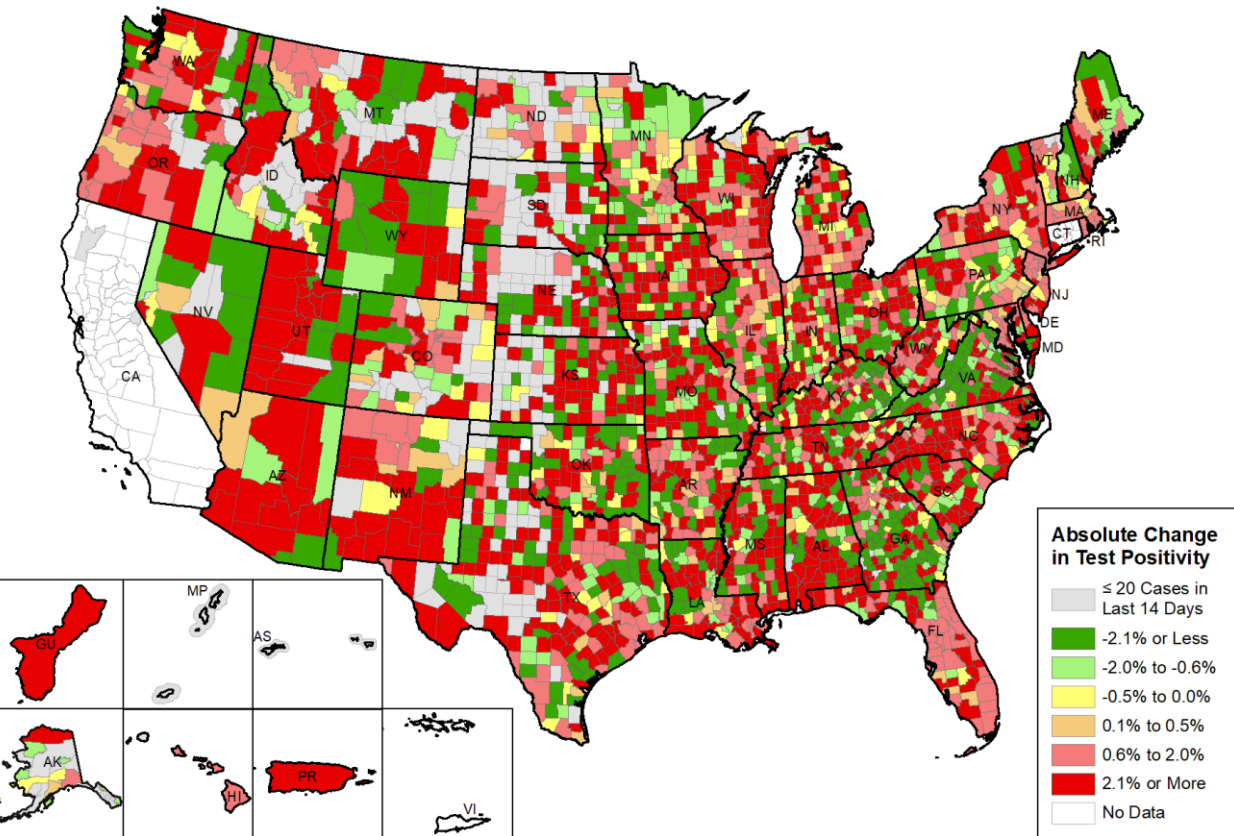 WA
MT
ND
MN
ME
OR
ID
SD
WI
VT
NH
NY
MA
MI
CT
RI
WY
IA
PA
NE
NJ
NV
UT
IL
IN
OH
DE
CO
WV
MD
CA
KS
MO
KY
VA
NC
TN
AZ
NM
OK
AR
SC
MS
AL
GA
TX
LA
FL
GU
MP
AS
AK
HI
PR
VI
Absolute Change
in Test Positivity
≤ 20 Cases in
Last 14 Days
-2.1% or Less
-2.0% to -0.6%
-0.5% to 0.0%
0.1% to 0.5%
0.6% to 2.0%
2.1% or More
No Data